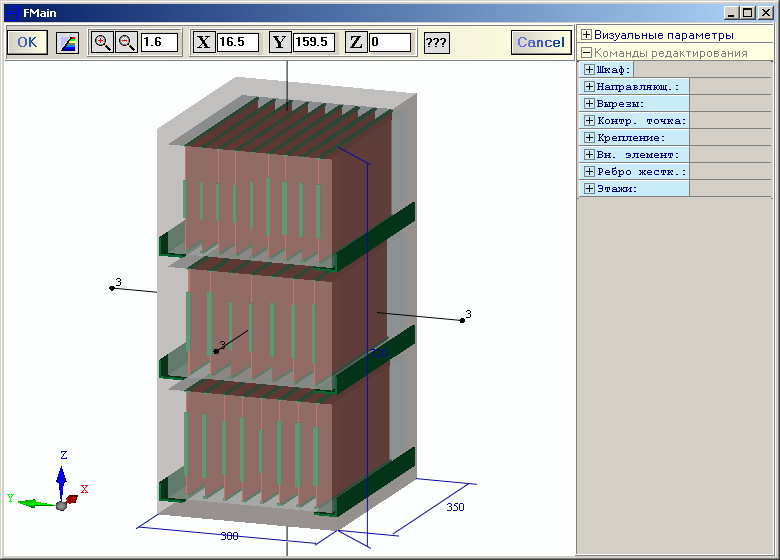 FMain
OK
1.6
X 16.5
Y 159.5
Z 0
???
Cancel
Визуальные параметры
Команды редактирования
Шкаф:
Направляющ.:
Вырезы:
Контр. точка:
Крепление:
Вн. элемент:
Ребро жестк.:
Этажи:
3
3
3
Z
X
Y
300
350